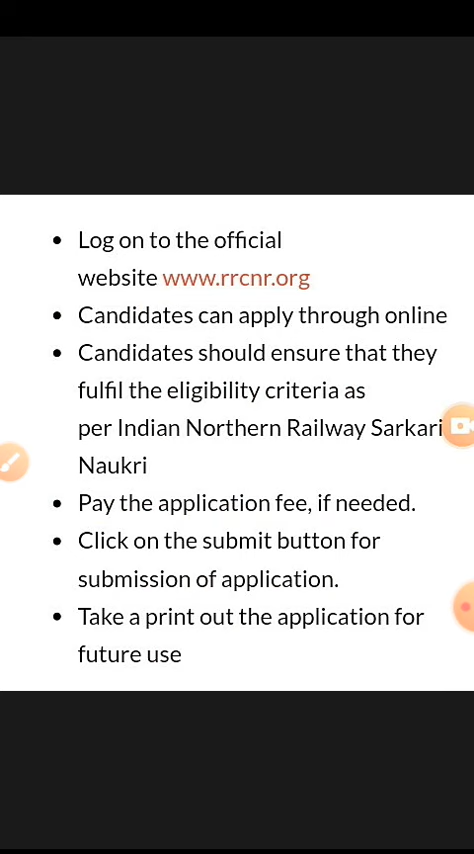 Log on to the official
website www.rrcnr.org
Candidates can apply through online
Candidates should ensure that they
fulfil the eligibility criteria as
per Indian Northern Railway Sarkari
Naukri
Pay the application fee, if needed.
Click on the submit button for
submission of application.
Take a print out the application for
future use